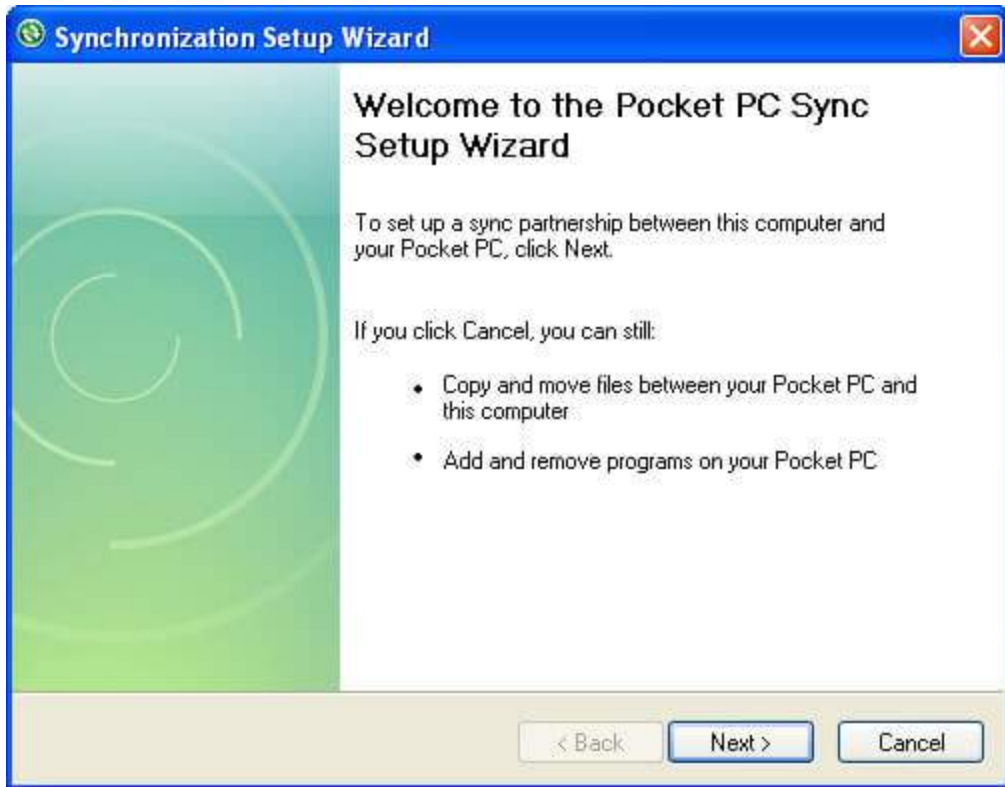 Synchronization Setup Wizard
Welcome to the Pocket PC Sync
Setup Wizard
To set up a sync partnership between this computer and
your Pocket PC, click Next.
If you click Cancel, you can still:
• Copy and move files between your Pocket PC and
this computer
• Add and remove programs on your Pocket PC
< Back
Next >
Cancel